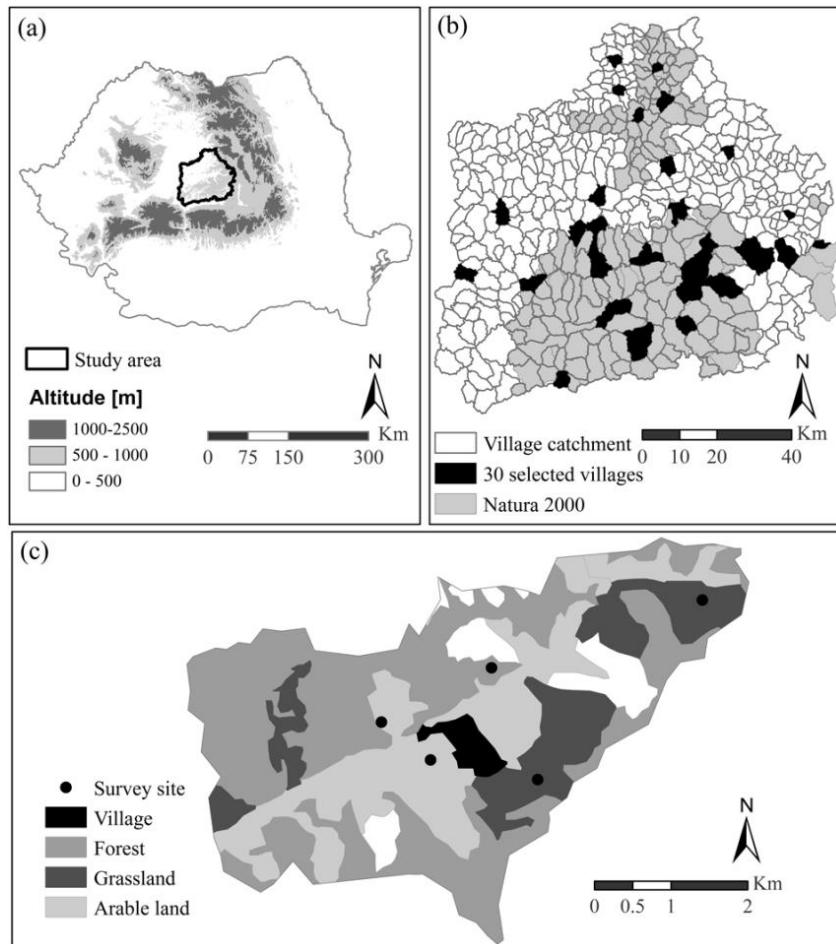 (a)
N
Study area
Altitude [m]
1000-2500
500 - 1000
0 - 500
Km
0 75 150 300
(b)
N
Village catchment
30 selected villages
Natura 2000
Km
0 10 20 40
(c)
Survey site
Village
Forest
Grassland
Arable land
N
Km
0 0.5 1 2